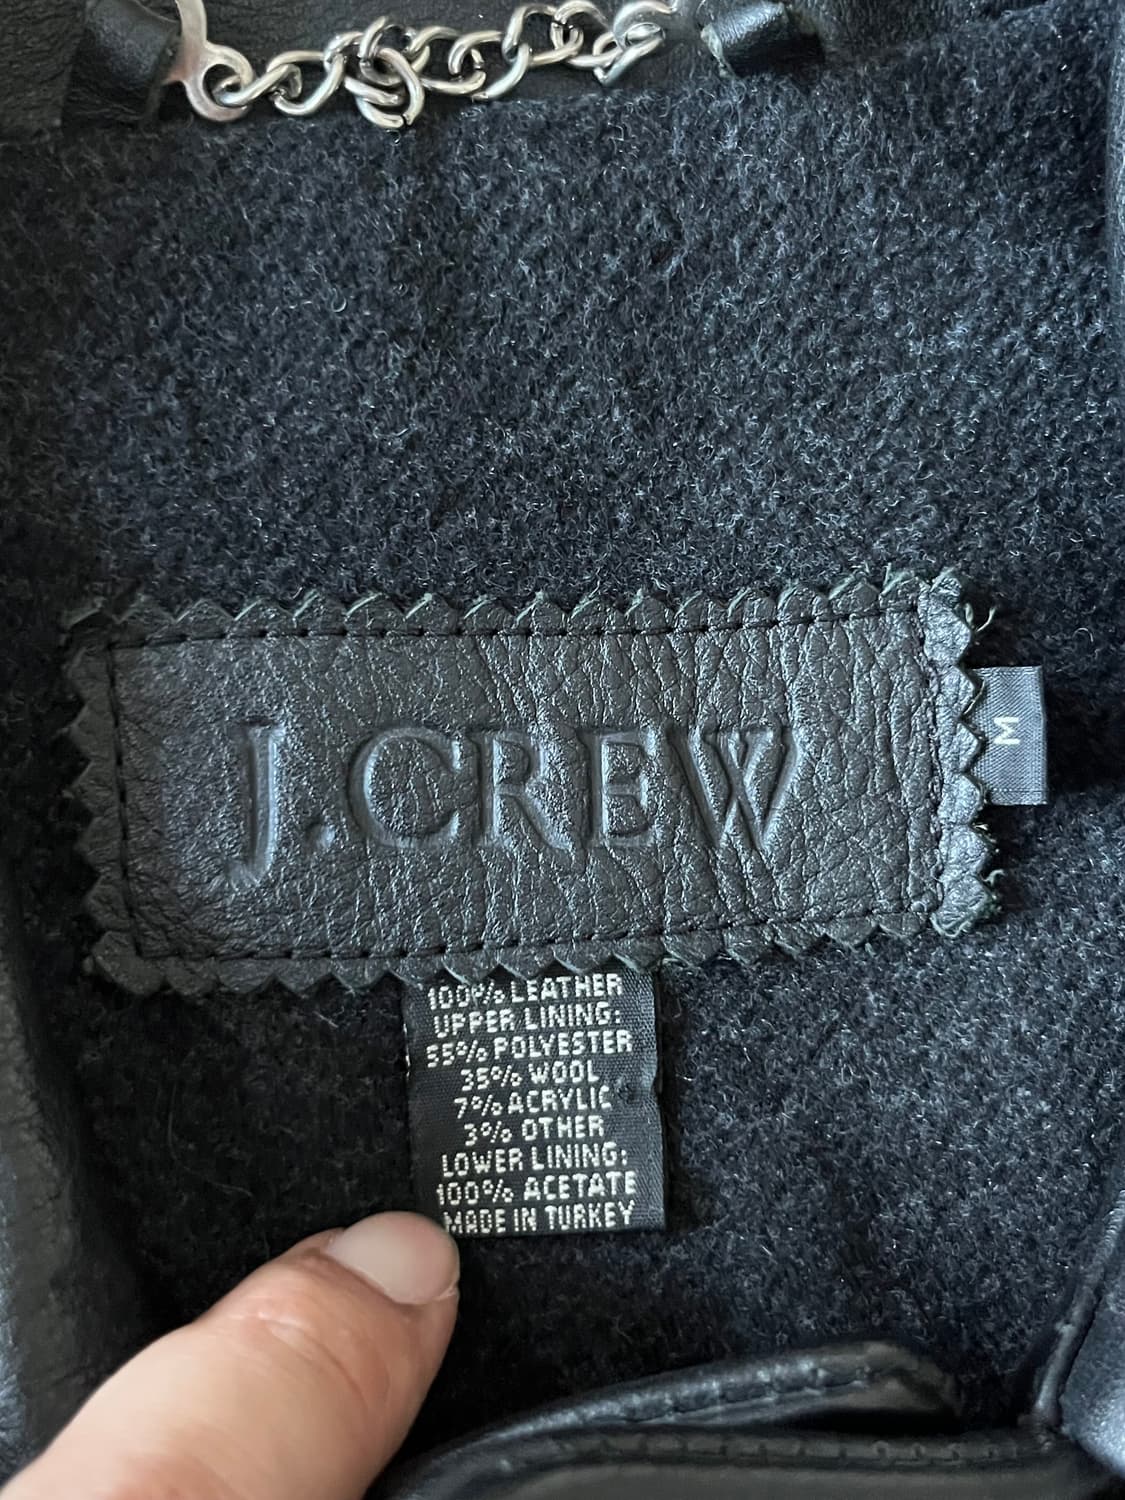 J.CREW
M
100% LEATHER
UPPER LINING:
55% POLYESTER
35% WOOL
7% ACRYLIC
3% OTHER
LOWER LINING:
100% ACETATE
MADE IN TURKEY